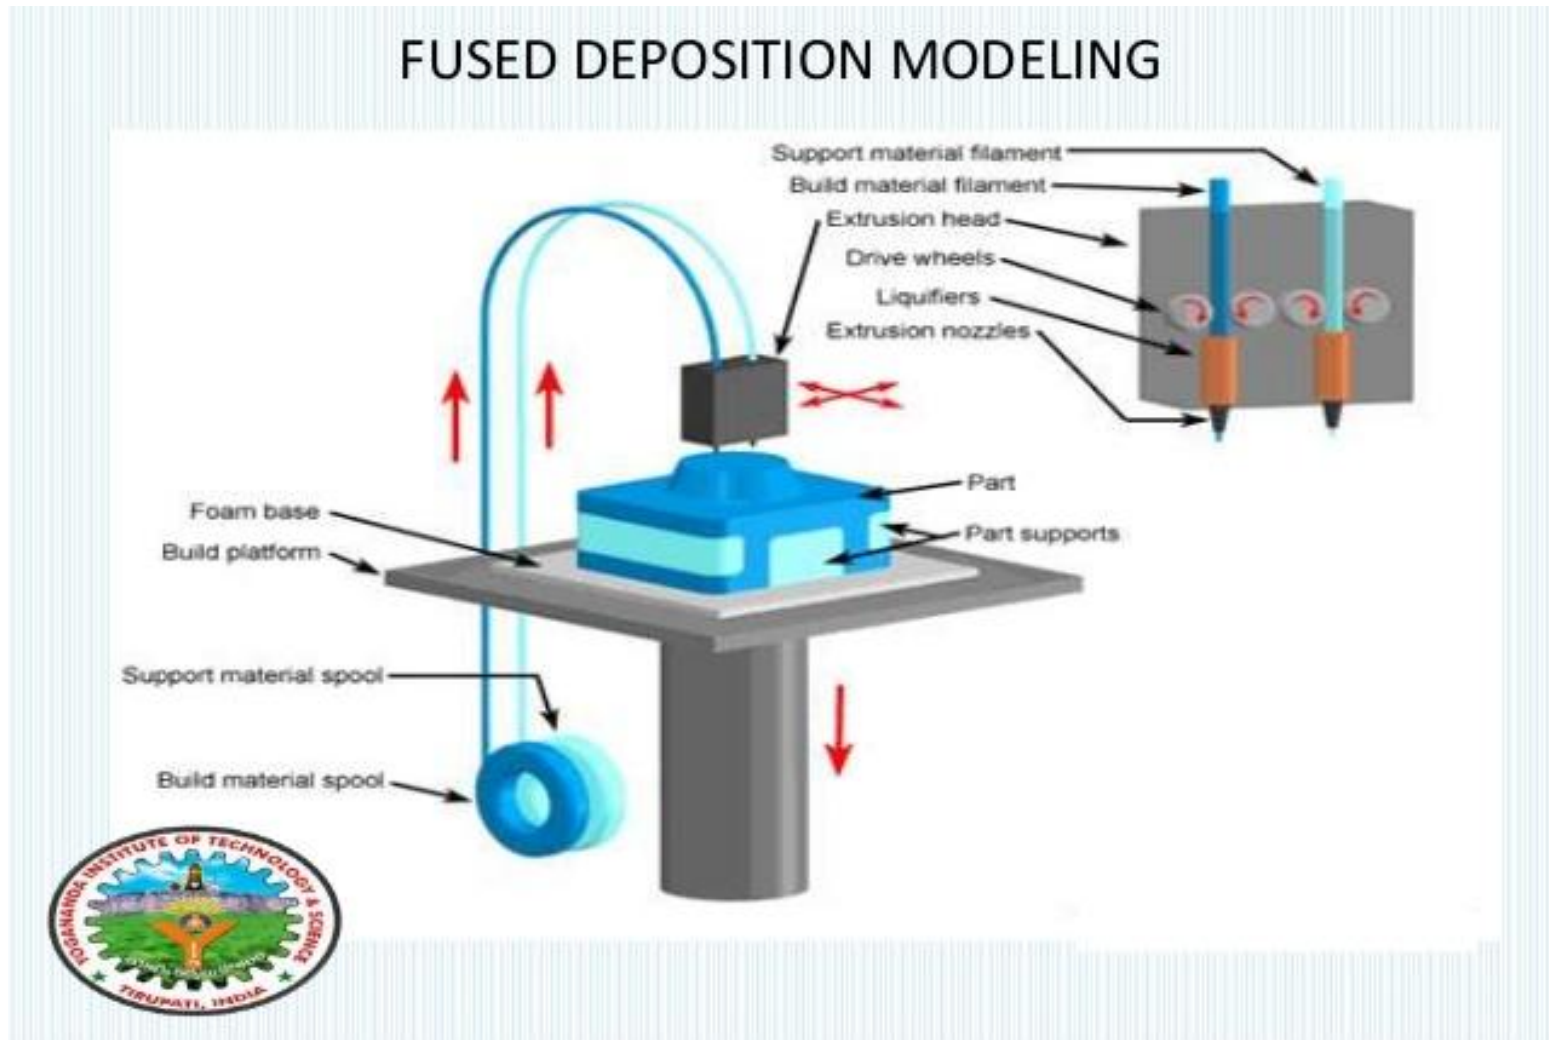 FUSED DEPOSITION MODELING
Support material filament
Build material filament
Extrusion head
Drive wheels
Liquifiers
Extrusion nozzles
Part
Part supports
Foam base
Build platform
Support material spool
Build material spool
YOGANANDA INSTITUTE OF TECHNOLOGY & SCIENCE
TIRUPATI, INDIA